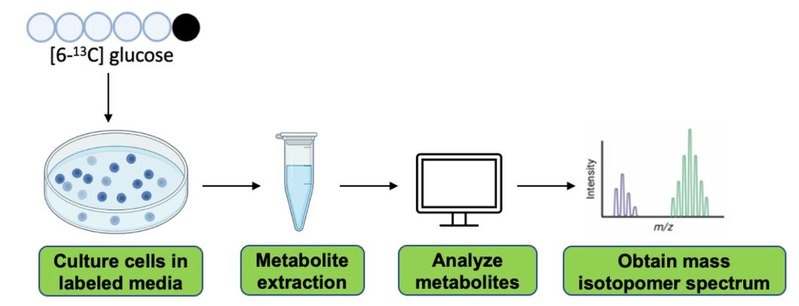 [6-¹³C] glucose
Culture cells in
labeled media
Metabolite
extraction
Analyze
metabolites
Intensity
m/z
Obtain mass
isotopomer spectrum